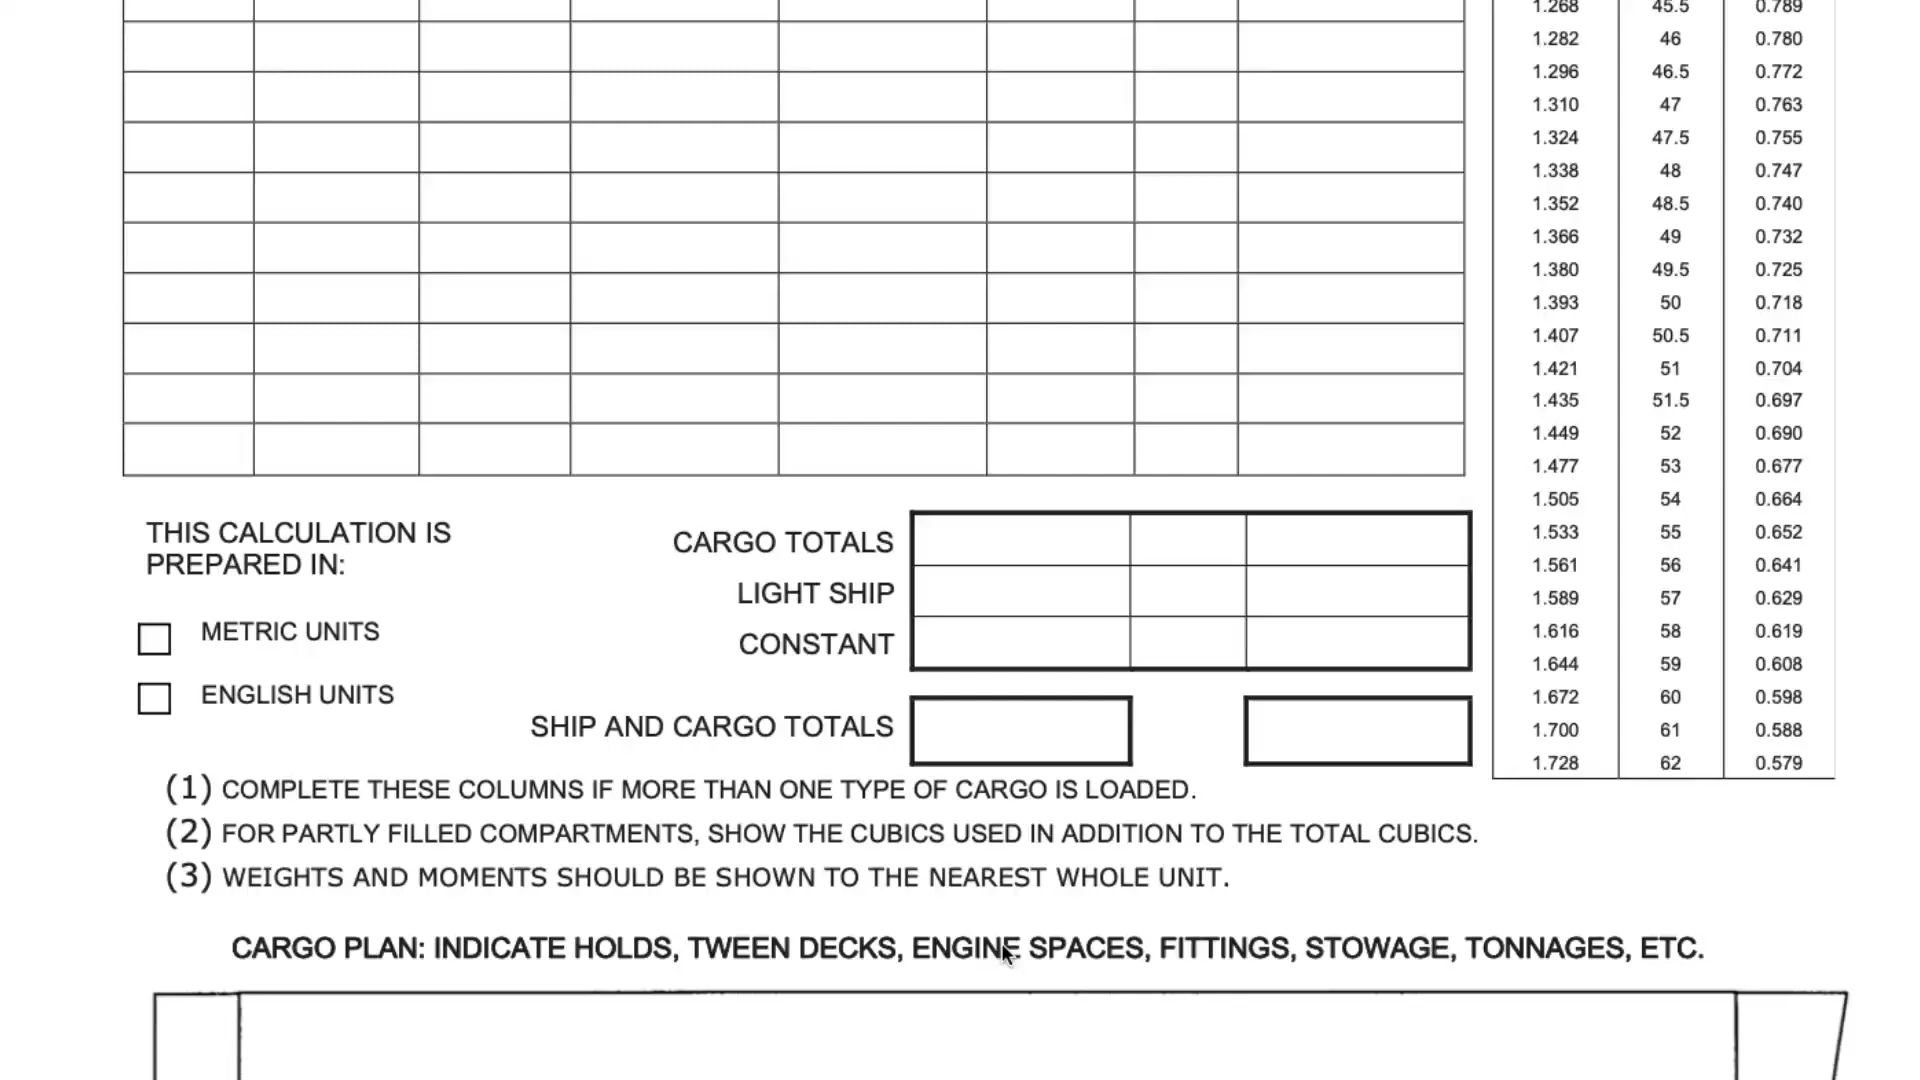 1.268 45.5 0.789
1.282 46 0.780
1.296 46.5 0.772
1.310 47 0.763
1.324 47.5 0.755
1.338 48 0.747
1.352 48.5 0.740
1.366 49 0.732
1.380 49.5 0.725
1.393 50 0.718
1.407 50.5 0.711
1.421 51 0.704
1.435 51.5 0.697
1.449 52 0.690
1.477 53 0.677
1.505 54 0.664
1.533 55 0.652
1.561 56 0.641
1.589 57 0.629
1.616 58 0.619
1.644 59 0.608
1.672 60 0.598
1.700 61 0.588
1.728 62 0.579
THIS CALCULATION IS
PREPARED IN:
METRIC UNITS
ENGLISH UNITS
CARGO TOTALS
LIGHT SHIP
CONSTANT
SHIP AND CARGO TOTALS
(1) COMPLETE THESE COLUMNS IF MORE THAN ONE TYPE OF CARGO IS LOADED.
(2) FOR PARTLY FILLED COMPARTMENTS, SHOW THE CUBICS USED IN ADDITION TO THE TOTAL CUBICS.
(3) WEIGHTS AND MOMENTS SHOULD BE SHOWN TO THE NEAREST WHOLE UNIT.
CARGO PLAN: INDICATE HOLDS, TWEEN DECKS, ENGINE SPACES, FITTINGS, STOWAGE, TONNAGES, ETC.